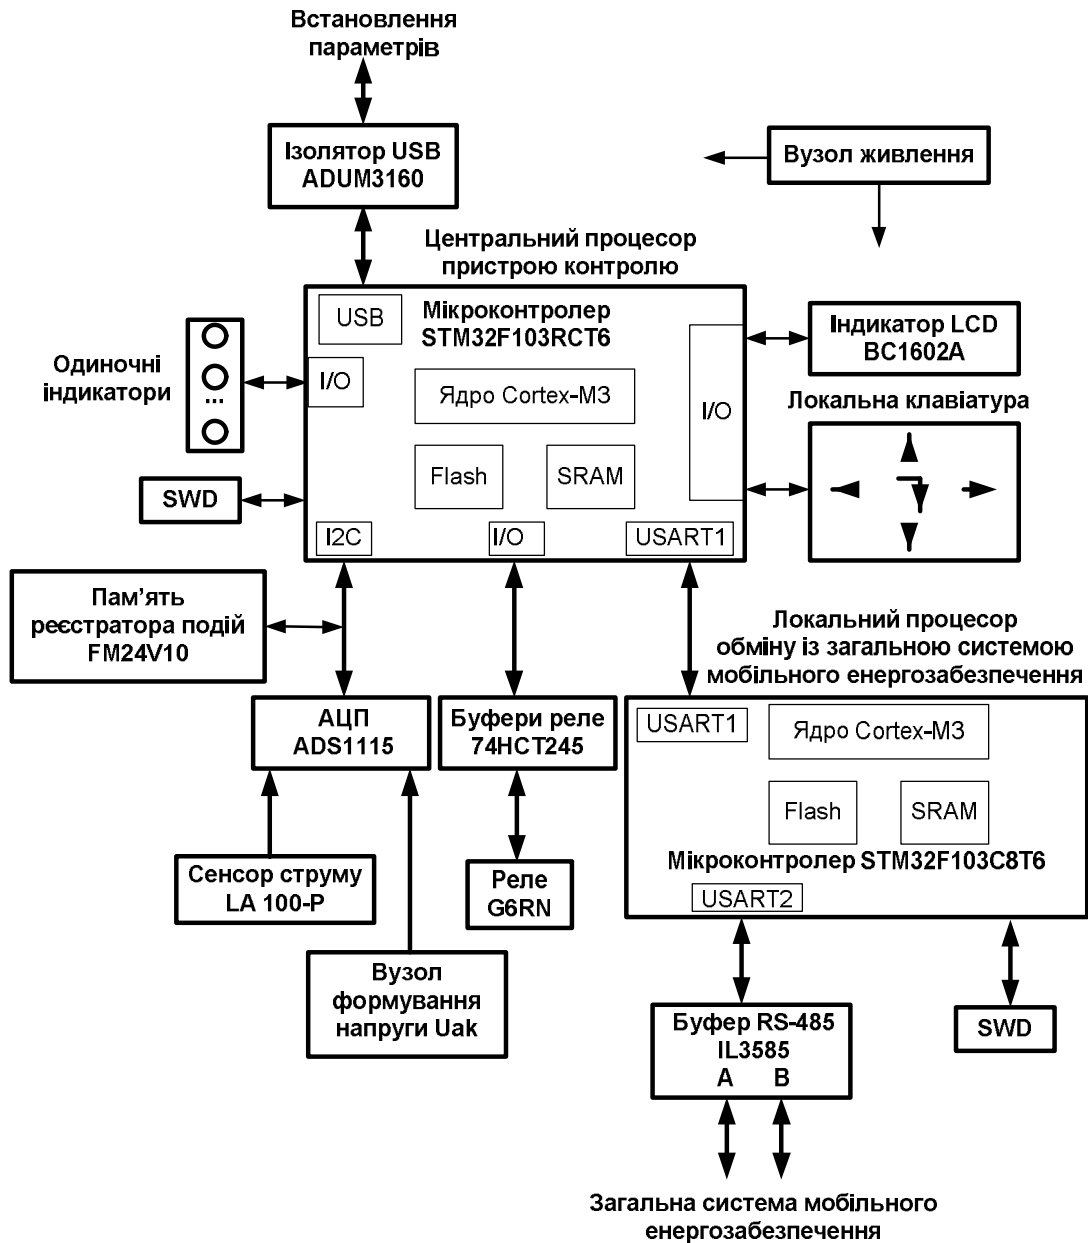 Встановлення
параметрів
Ізолятор USB
ADUM3160
Вузол живлення
Центральний процесор
пристрою контролю
USB
Мікроконтролер
STM32F103RCT6
Індикатор LCD
BC1602A
Одиночні
індикатори
...
I/O
Ядро Cortex-M3
I/O
Локальна клавіатура
Flash
SRAM
SWD
I2C
I/O
USART1
Пам’ять
реєстратора подій
FM24V10
Локальний процесор
обміну із загальною системою
мобільного енергозабезпечення
АЦП
ADS1115
Буфери реле
74HCT245
USART1
Ядро Cortex-M3
Flash
SRAM
Мікроконтролер STM32F103C8T6
USART2
Сенсор струму
LA 100-P
Реле
G6RN
Вузол
формування
напруги Uak
Буфер RS-485
IL3585
A B
SWD
Загальна система мобільного
енергозабезпечення